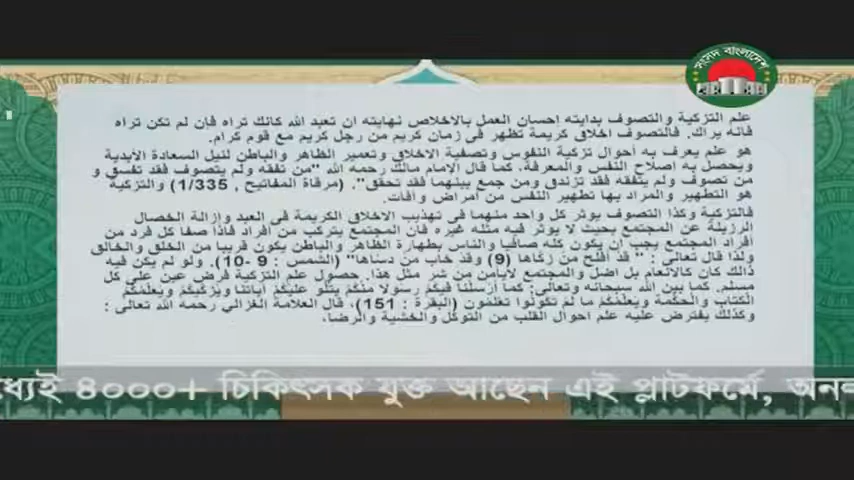 সংসদ বাংলাদেশ
علم التزكية والتصوف بدايته إحسان العمل بالاخلاص نهايته ان تعبد الله كانك تراه فان لم تكن تراه
فانه يراك. فالتصوف اخلاق كريمة تظهر في زمان كريم من رجل كريم مع قوم كرام.
هو علم يعرف به أحوال تزكية النفوس وتصفية الاخلاق وتعمير الظاهر والباطن لنيل السعادة الأبدية
ويحصل به اصلاح النفس والمعرفة، كما قال الإمام مالك رحمه الله "من تفقه ولم يتصوف فقد تفسق و
من تصوف ولم يتفقه فقد تزندق ومن جمع بينهما فقد تحقق". (مرقاة المفاتيح , 1/335) والتزكية
هو التطهير والمراد بها تطهير النفس من أمراض وآفات.
فالتزكية وكذا التصوف يوثر كل واحد منهما في تهذيب الاخلاق الكريمة في العبد وإزالة الخصال
الرزيلة عن المجتمع بحيث لا يوثر فيه مثله غيره فان المجتمع يتركب من أفراد فاذا صفا كل فرد من
أفراد المجتمع يجب ان يكون كله صافيا والناس بطهارة الظاهر والباطن يكون قريبا من الخلق والخالق
ولذا قال تعالى : " قد أفلح من زكاها (9) وقد خاب من دساها" (الشمس : 9 -10). ولو لم يكن فيه
ذالك كان كالانعام بل اضل والمجتمع لايأمن من شر مثل هذا. حصول علم التزكية فرض عين على كل
مسلم. كما بين الله سبحانه وتعالى: كما أرسلنا فيكم رسولا منكم يتلو عليكم آياتنا ويزكيكم ويعلمكم
الكتاب والحكمة ويعلمكم ما لم تكونوا تعلمون (البقرة : 151)، قال العلامة الغزالي رحمه الله تعالى :
وكذلك يفترض عليه علم احوال القلب من التوكل والخشية والرضا،
ধ্যেই ৪০০০+ চিকিৎসক যুক্ত আছেন এই প্লাটফর্মে, অনল